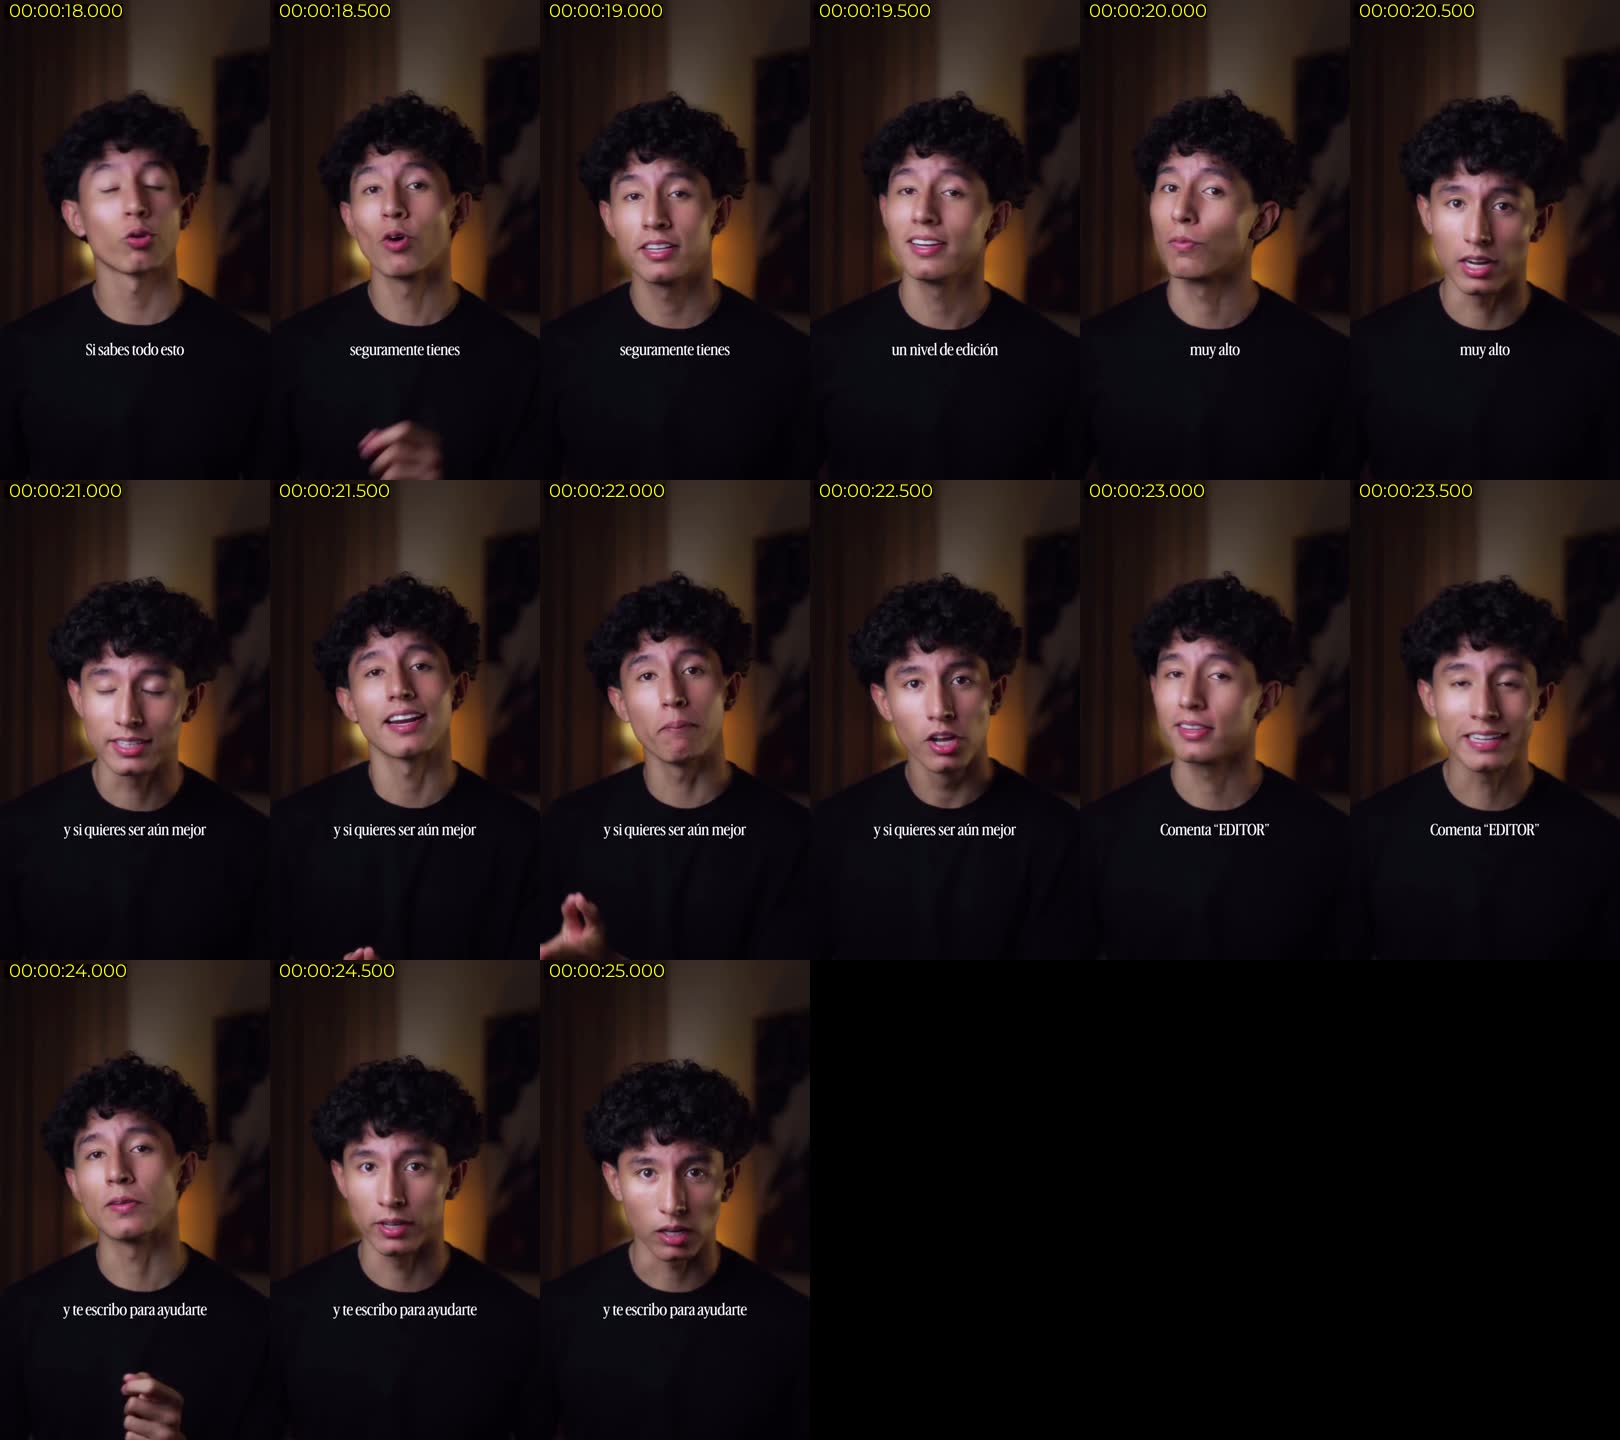 00:00:18.000
00:00:18.500
00:00:19.000
00:00:19.500
00:00:20.000
00:00:20.500
Si sabes todo esto
seguramente tienes
seguramente tienes
un nivel de edición
muy alto
muy alto
00:00:21.000
00:00:21.500
00:00:22.000
00:00:22.500
00:00:23.000
00:00:23.500
y si quieres ser aún mejor
y si quieres ser aún mejor
y si quieres ser aún mejor
y si quieres ser aún mejor
Comenta “EDITOR”
Comenta “EDITOR”
00:00:24.000
00:00:24.500
00:00:25.000
y te escribo para ayudarte
y te escribo para ayudarte
y te escribo para ayudarte